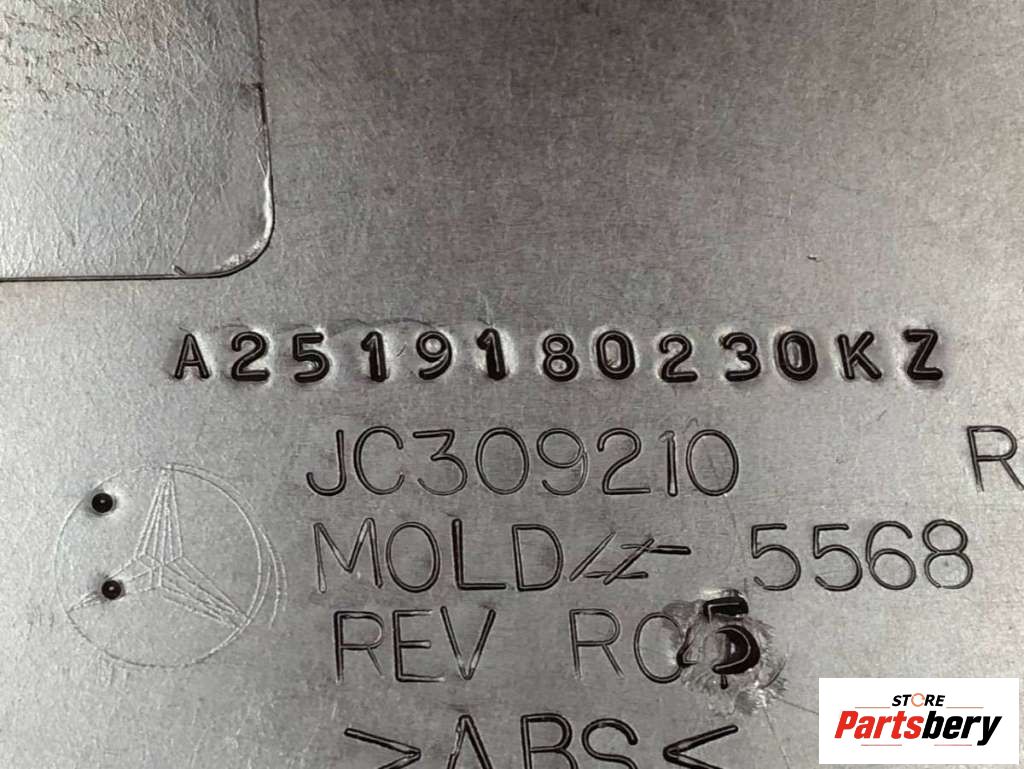 A2519180230KZ
JC309210 R
MOLD # 5568
REV R05
>ABS<
STORE
Partsbery